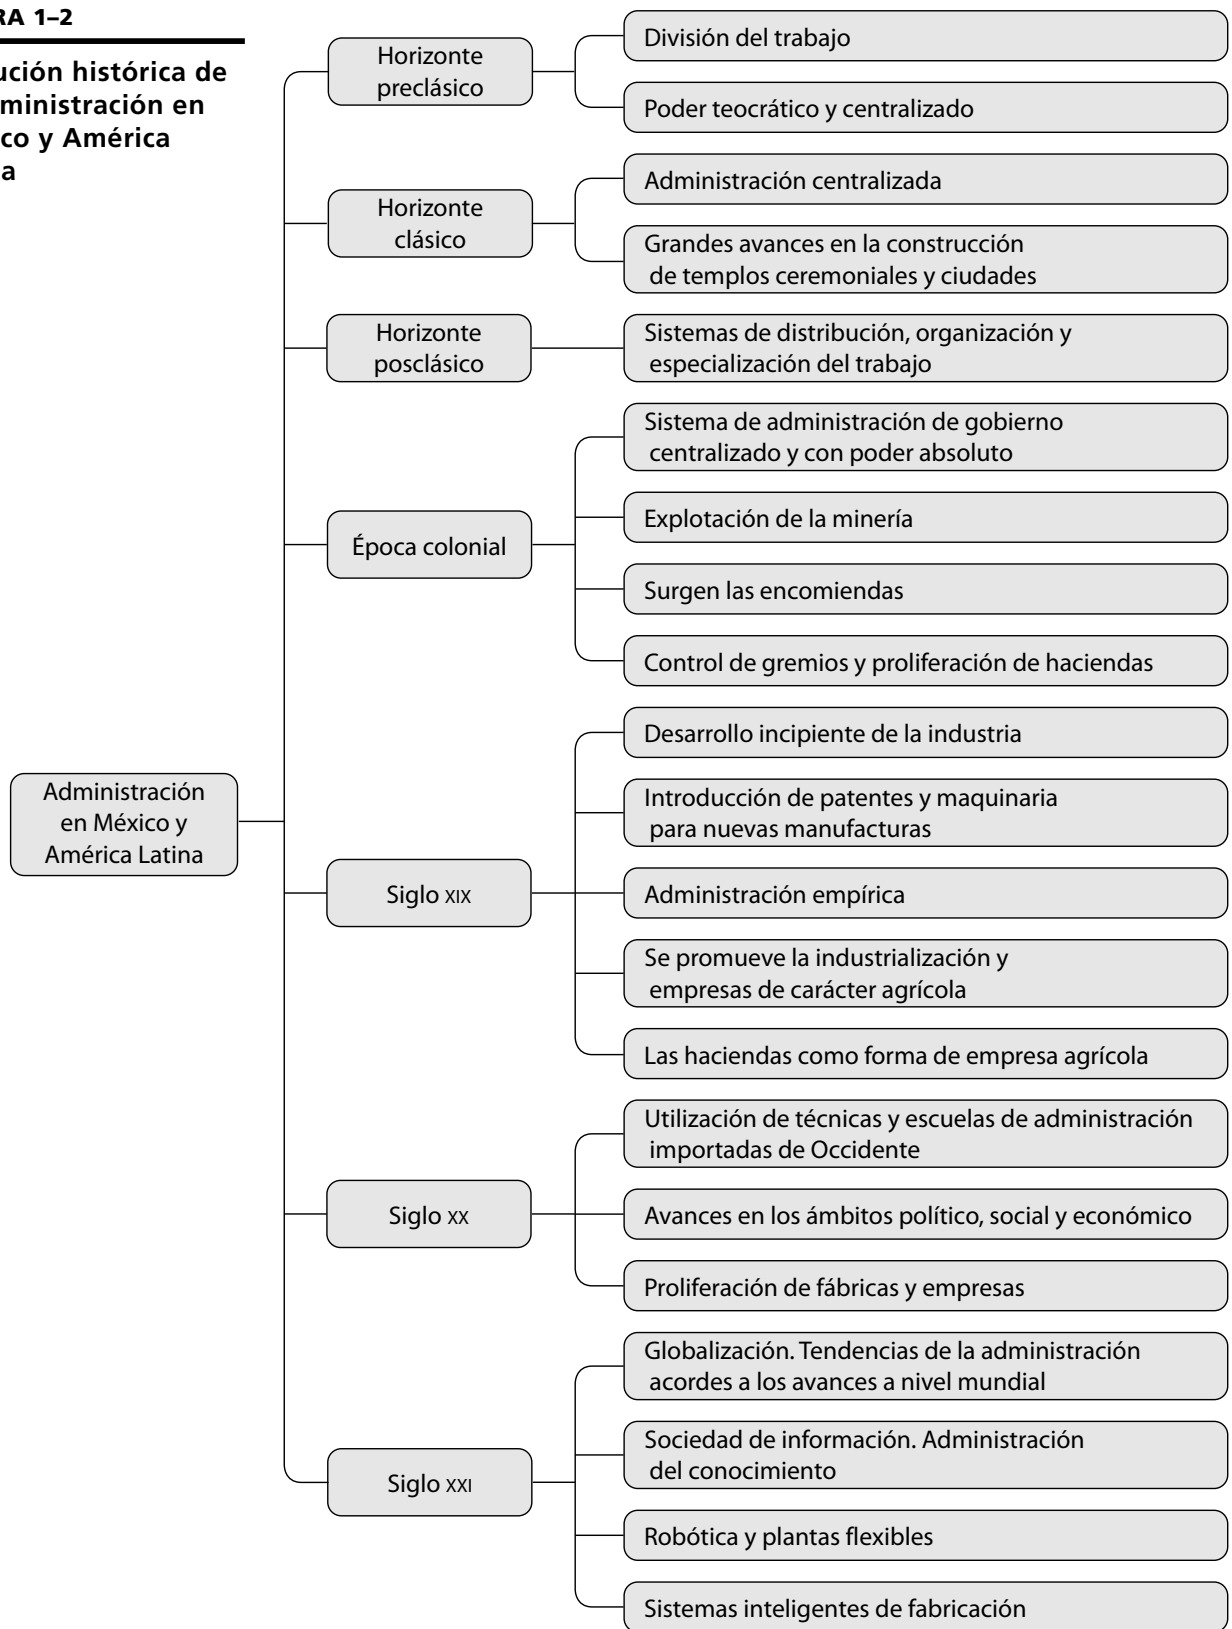 RA 1–2
ución histórica de
ministración en
co y América
a
Administración
en México y
América Latina
Horizonte
preclásico
División del trabajo
Poder teocrático y centralizado
Horizonte
clásico
Administración centralizada
Grandes avances en la construcción
de templos ceremoniales y ciudades
Horizonte
posclásico
Sistemas de distribución, organización y
especialización del trabajo
Época colonial
Sistema de administración de gobierno
centralizado y con poder absoluto
Explotación de la minería
Surgen las encomiendas
Control de gremios y proliferación de haciendas
Siglo XIX
Desarrollo incipiente de la industria
Introducción de patentes y maquinaria
para nuevas manufacturas
Administración empírica
Se promueve la industrialización y
empresas de carácter agrícola
Las haciendas como forma de empresa agrícola
Siglo XX
Utilización de técnicas y escuelas de administración
importadas de Occidente
Avances en los ámbitos político, social y económico
Proliferación de fábricas y empresas
Siglo XXI
Globalización. Tendencias de la administración
acordes a los avances a nivel mundial
Sociedad de información. Administración
del conocimiento
Robótica y plantas flexibles
Sistemas inteligentes de fabricación